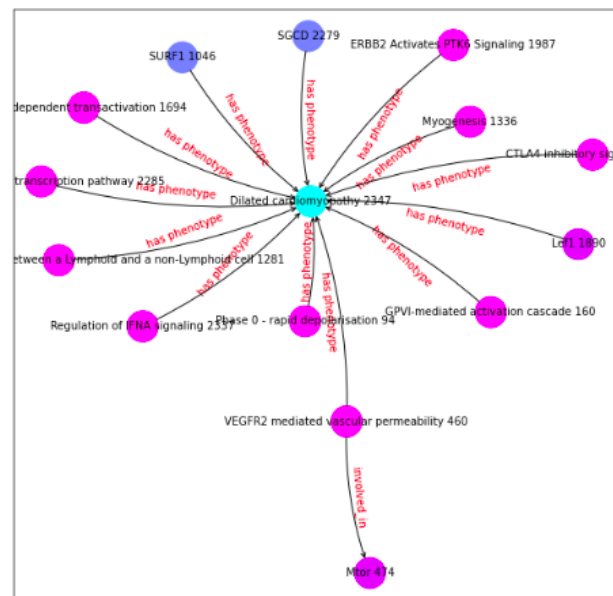 SGCD 2279
ERBB2 Activates PTK6 Signaling 1987
SURF1 1046
has phenotype
has phenotype
has phenotype
dependent transactivation 1694
Myogenesis 1336
has phenotype
has phenotype
CTLA4 inhibitory sig
transcription pathway 2285
has phenotype
has phenotype
Dilated cardiomyopathy 2347
has phenotype
has phenotype
Lef1 1890
etween a Lymphoid and a non-Lymphoid cell 1281
has phenotype
has phenotype
has phenotype
has phenotype
GPVI-mediated activation cascade 160
Regulation of IFNA signaling 2337
Phase 0 - rapid depolarisation 94
VEGFR2 mediated vascular permeability 460
involved in
Mtor 474